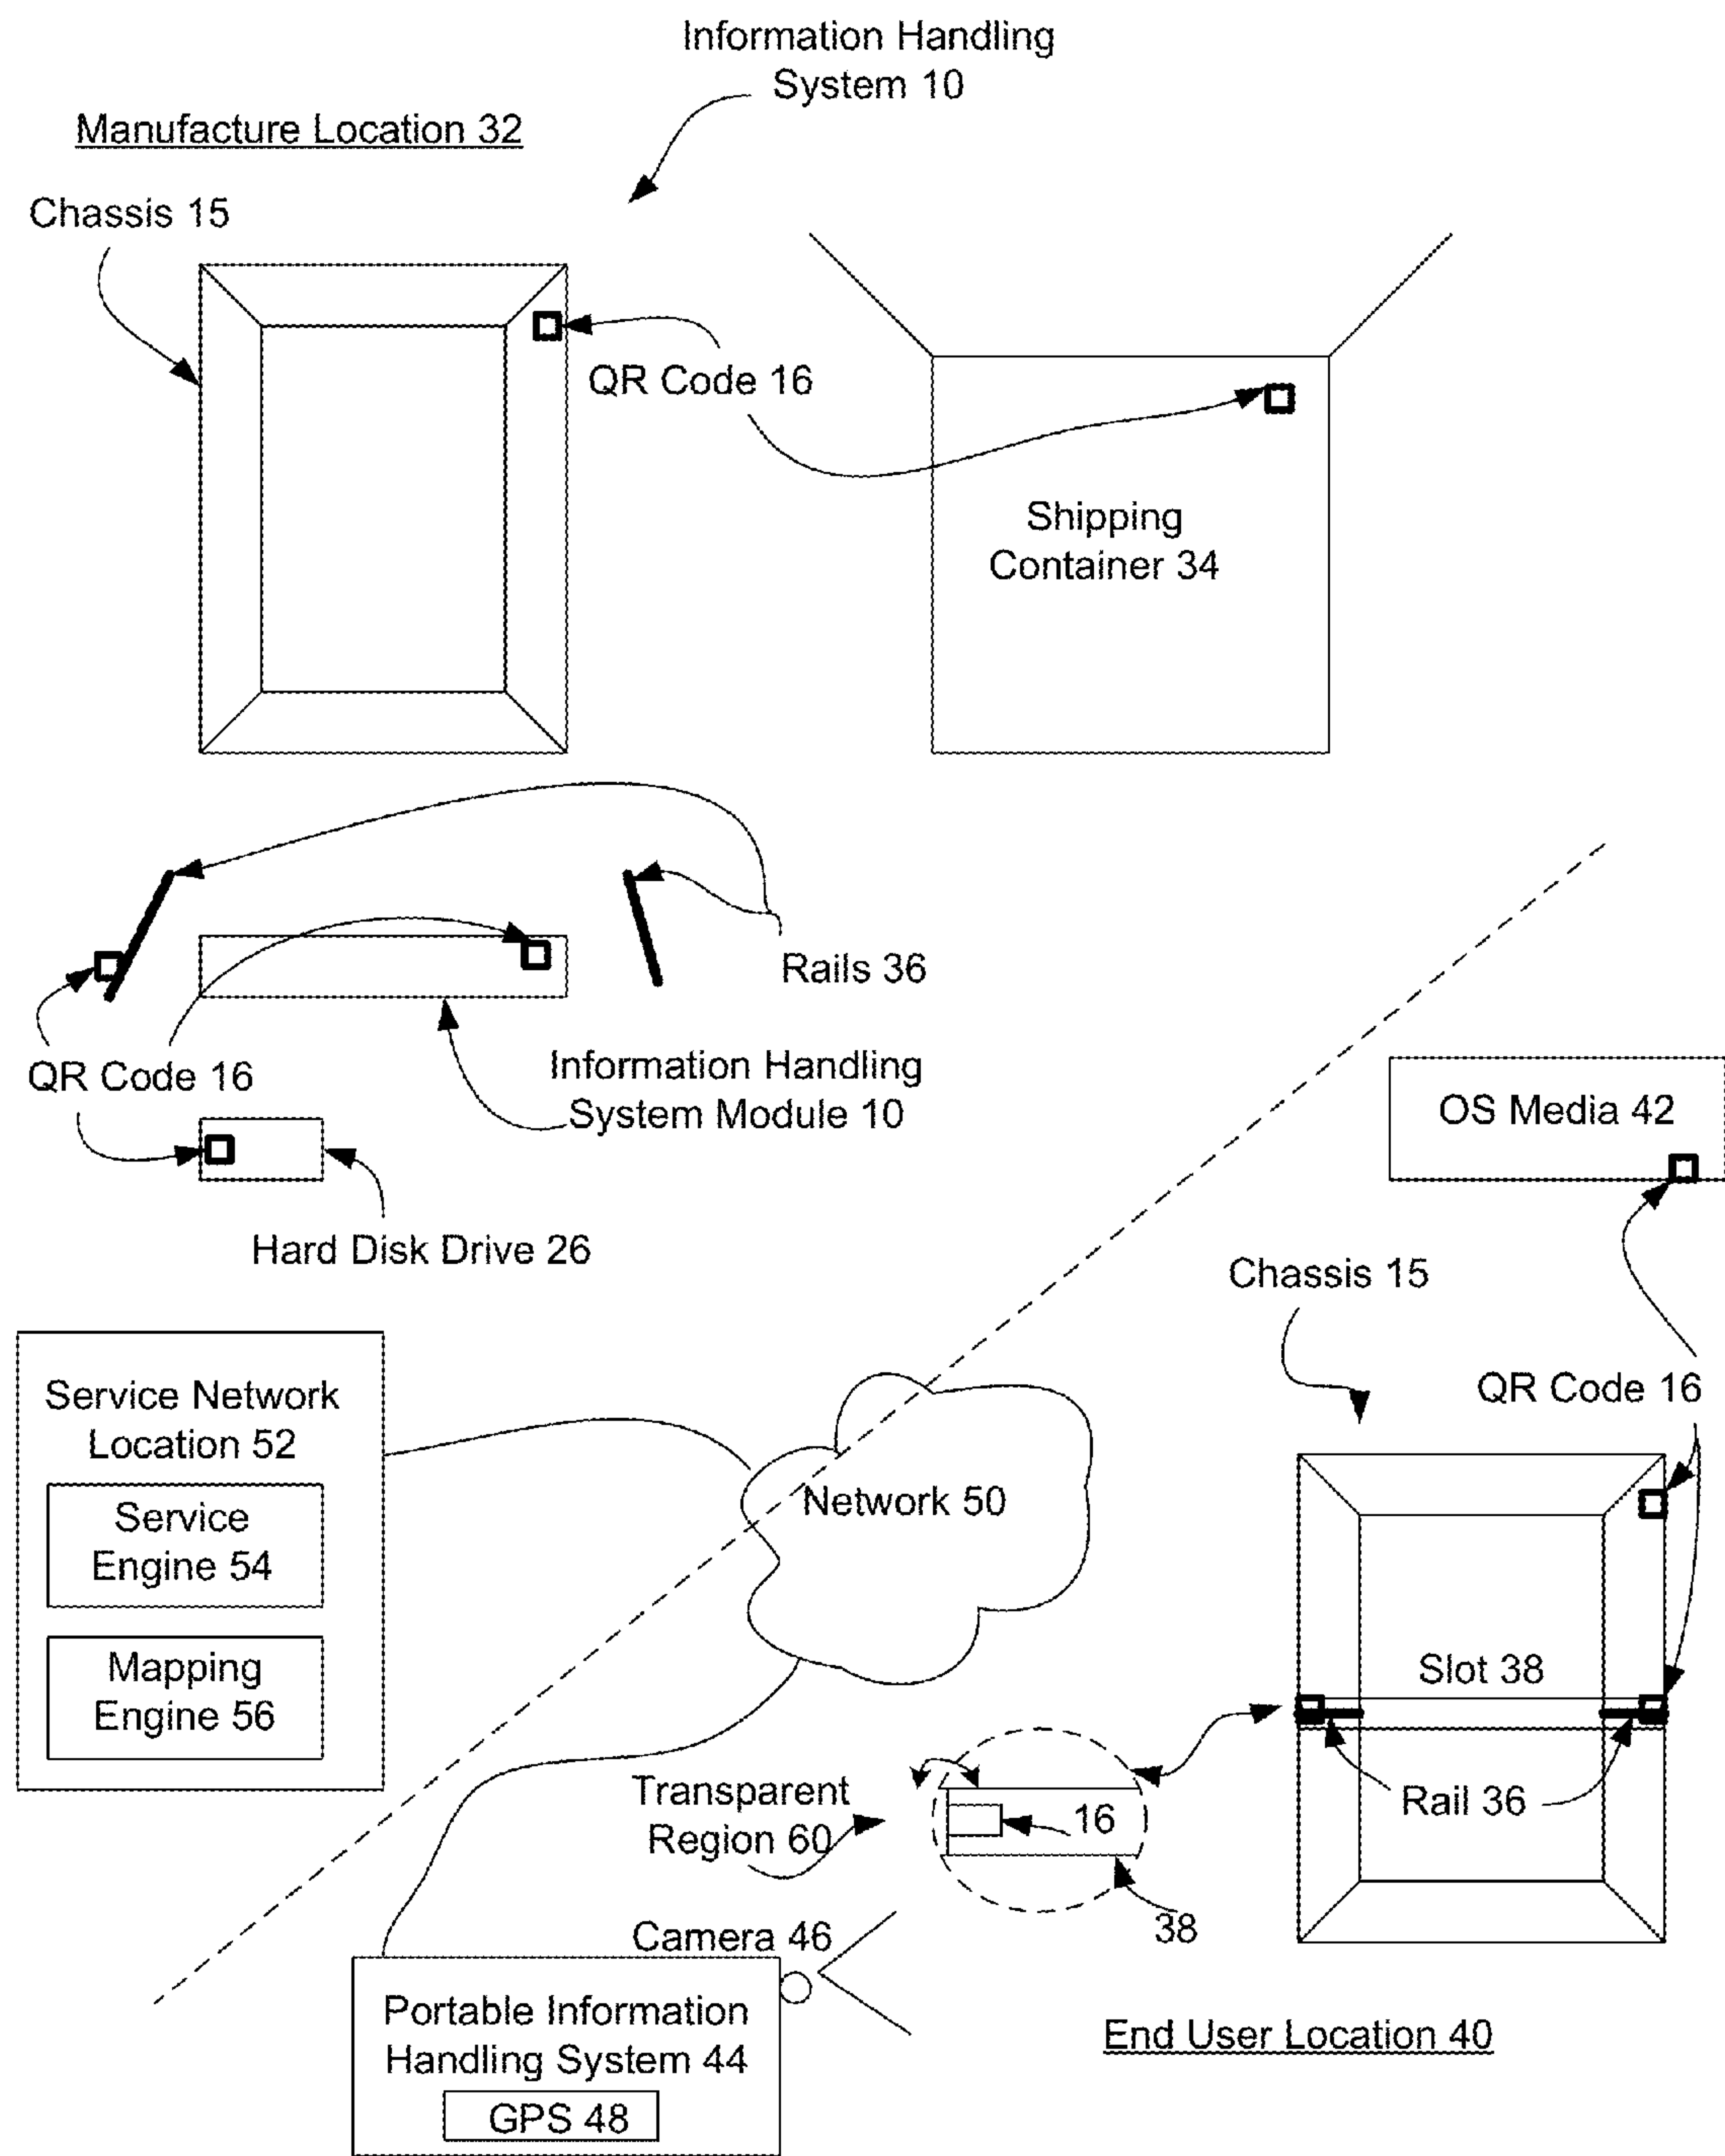 Information Handling
System 10
Manufacture Location 32
Chassis 15
QR Code 16
Shipping
Container 34
Rails 36
QR Code 16
Information Handling
System Module 10
OS Media 42
Hard Disk Drive 26
Chassis 15
QR Code 16
Service Network
Location 52
Service
Engine 54
Mapping
Engine 56
Network 50
Slot 38
Rail 36
Transparent
Region 60
16
38
Camera 46
Portable Information
Handling System 44
GPS 48
End User Location 40